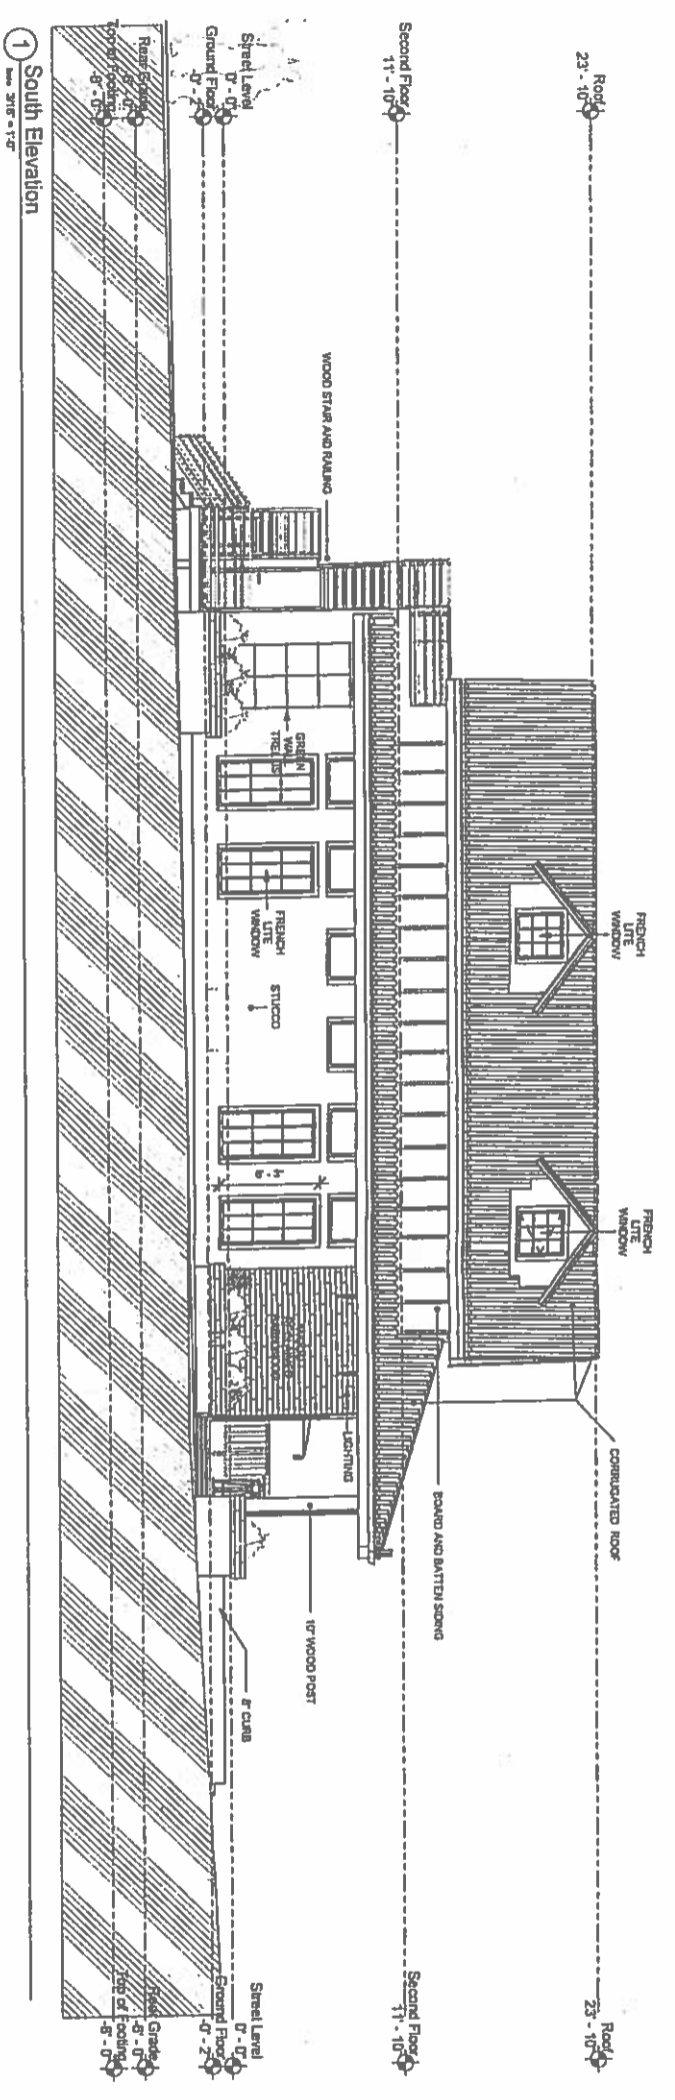 Roof
23' - 10"
Second Floor
11' - 10"
Street Level
0' - 0"
Ground Floor
-0' - 2"
Rear Grade
Top of Footing
WOOD STAIR AND RAILING
GREEN
WALL
TRELLIS
FRENCH
LITE
WINDOW
STUCCO
FRENCH
LITE
WINDOW
FRENCH
LITE
WINDOW
CORRUGATED ROOF
BOARD AND BATTEN SIDING
LIGHTING
10" WOOD POST
8" CURB
Roof
23' - 10"
Second Floor
11' - 10"
Street Level
0' - 0"
Ground Floor
-0' - 2"
Rear Grade
-6' - 0"
Top of Footing
-8' - 0"
1 South Elevation
3/16" = 1'-0"